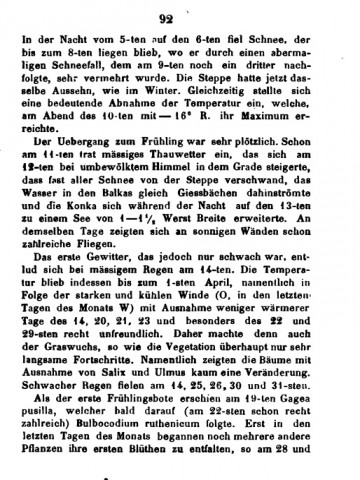 92
In der Nacht vom 5-ten auf den 6-ten fiel Schnee, der
bis zum 8-ten liegen blieb, wo er durch einen aberma-
ligen Schneefall, dem am 9-ten noch ein dritter nach-
folgte, sehr vermehrt wurde. Die Steppe hatte jetzt das-
selbe Aussehn, wie im Winter. Gleichzeitig stellte sich
eine bedeutende Abnahme der Temperatur ein, welche,
am Abend des 10-ten mit — 16° R. ihr Maximum er-
reichte.
Der Uebergang zum Frühling war sehr plötzlich. Schon
am 11-ten trat mässiges Thauwetter ein, das sich am
12-ten bei umbewölktem Himmel in dem Grade steigerte,
dass fast aller Schnee von der Steppe verschwand, das
Wasser in den Balkas gleich Giessbächen dahinströmte
und die Konka sich während der Nacht auf den 13-ten
zu einem See von 1—1½ Werst Breite erweiterte. An
demselben Tage zeigten sich an sonnigen Wänden schon
zahlreiche Fliegen.
Das erste Gewitter, das jedoch nur schwach war, ent-
lud sich bei mässigem Regen am 14-ten. Die Tempera-
tur blieb indessen bis zum 1-sten April, namentlich in
Folge der starken und kühlen Winde (O, in den letzten
Tagen des Monats W) mit Ausnahme weniger wärmerer
Tage des 14, 20, 21, 23 und besonders des 22 und
29-sten recht unfreundlich. Daher machte denn auch
der Graswuchs, so wie die Vegetation überhaupt nur sehr
langsame Fortschritte. Namentlich zeigten die Bäume mit
Ausnahme von Salix und Ulmus kaum eine Veränderung.
Schwacher Regen fielen am 14, 25, 26, 30 und 31-sten.
Als der erste Frühlingsbote erschien am 19-ten Gagea
pusilla, welcher bald darauf (am 22-sten schon recht
zahlreich) Bulbocodium ruthenicum folgte. Erst in den
letzten Tagen des Monats begannen noch mehrere andere
Pflanzen ihre ersten Blüthen zu entfalten, so am 28 und